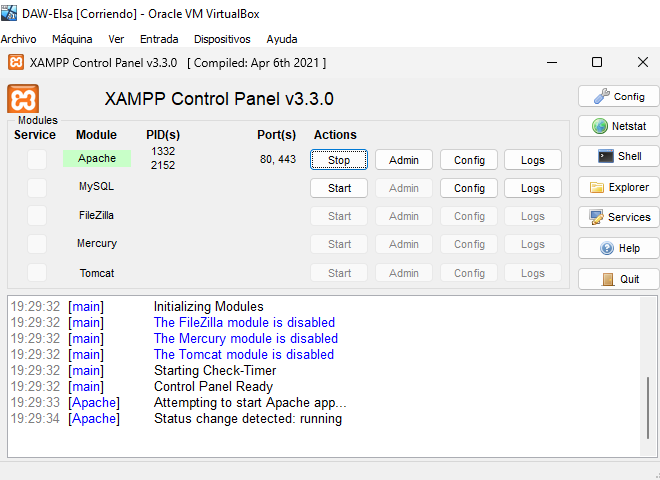 DAW-Elsa [Corriendo] - Oracle VM VirtualBox
Archivo Máquina Ver Entrada Dispositivos Ayuda
XAMPP Control Panel v3.3.0 [ Compiled: Apr 6th 2021 ]
XAMPP Control Panel v3.3.0
Config
Modules
Service Module PID(s) Port(s) Actions
Netstat
Apache 1332 2152 80, 443 Stop Admin Config Logs
Shell
MySQL Start Admin Config Logs
Explorer
FileZilla Start Admin Config Logs
Services
Mercury Start Admin Config Logs
Help
Tomcat Start Admin Config Logs
Quit
19:29:32 [main] Initializing Modules
19:29:32 [main] The FileZilla module is disabled
19:29:32 [main] The Mercury module is disabled
19:29:32 [main] The Tomcat module is disabled
19:29:32 [main] Starting Check-Timer
19:29:32 [main] Control Panel Ready
19:29:33 [Apache] Attempting to start Apache app...
19:29:34 [Apache] Status change detected: running